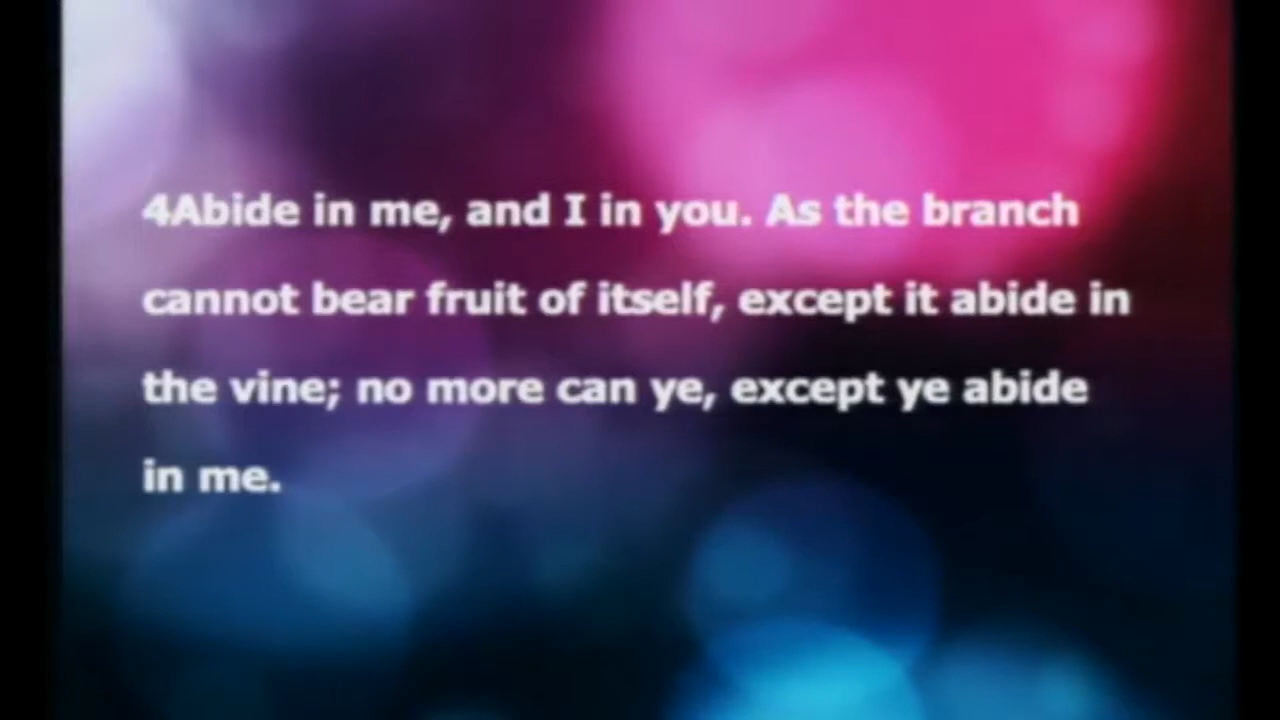 4Abide in me, and I in you. As the branch
cannot bear fruit of itself, except it abide in
the vine; no more can ye, except ye abide
in me.